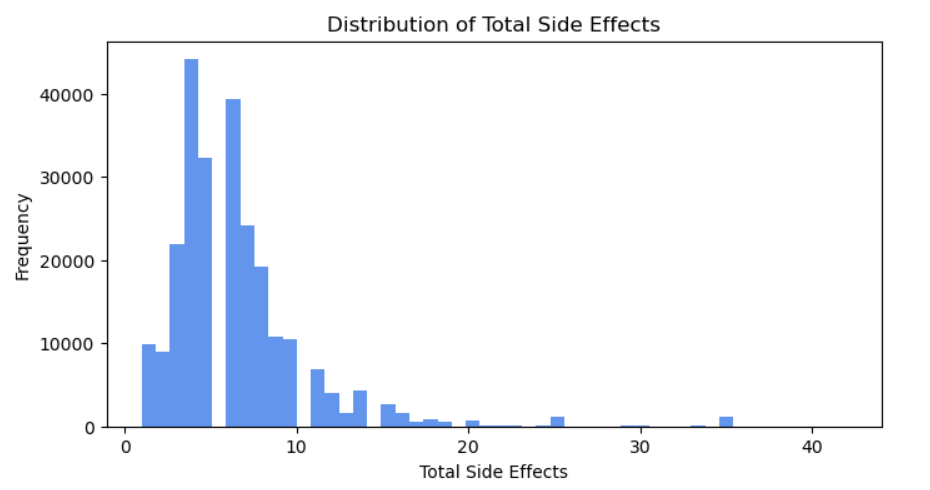 Distribution of Total Side Effects
40000
30000
20000
10000
0
Frequency
0 10 20 30 40
Total Side Effects